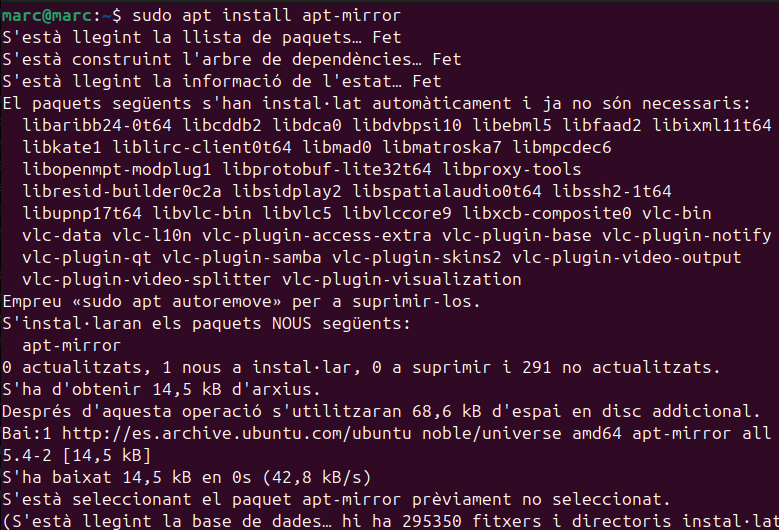 marc@marc:~$ sudo apt install apt-mirror
S'està llegint la llista de paquets… Fet
S'està construint l'arbre de dependències… Fet
S'està llegint la informació de l'estat… Fet
El paquets següents s'han instal·lat automàticament i ja no són necessaris:
  libaribb24-0t64 libcddb2 libdca0 libdvbpsi10 libebml5 libfaad2 libixml11t64
  libkate1 liblirc-client0t64 libmad0 libmatroska7 libmpcdec6
  libopenmpt-modplug1 libprotobuf-lite32t64 libproxy-tools
  libresid-builder0c2a libsidplay2 libspatialaudio0t64 libssh2-1t64
  libupnp17t64 libvlc-bin libvlc5 libvlccore9 libxcb-composite0 vlc-bin
  vlc-data vlc-l10n vlc-plugin-access-extra vlc-plugin-base vlc-plugin-notify
  vlc-plugin-qt vlc-plugin-samba vlc-plugin-skins2 vlc-plugin-video-output
  vlc-plugin-video-splitter vlc-plugin-visualization
Empreu «sudo apt autoremove» per a suprimir-los.
S'instal·laran els paquets NOUS següents:
  apt-mirror
0 actualitzats, 1 nous a instal·lar, 0 a suprimir i 291 no actualitzats.
S'ha d'obtenir 14,5 kB d'arxius.
Després d'aquesta operació s'utilitzaran 68,6 kB d'espai en disc addicional.
Bai:1 http://es.archive.ubuntu.com/ubuntu noble/universe amd64 apt-mirror all
5.4-2 [14,5 kB]
S'ha baixat 14,5 kB en 0s (42,8 kB/s)
S'està seleccionant el paquet apt-mirror prèviament no seleccionat.
(S'està llegint la base de dades… hi ha 295350 fitxers i directoris instal·lat